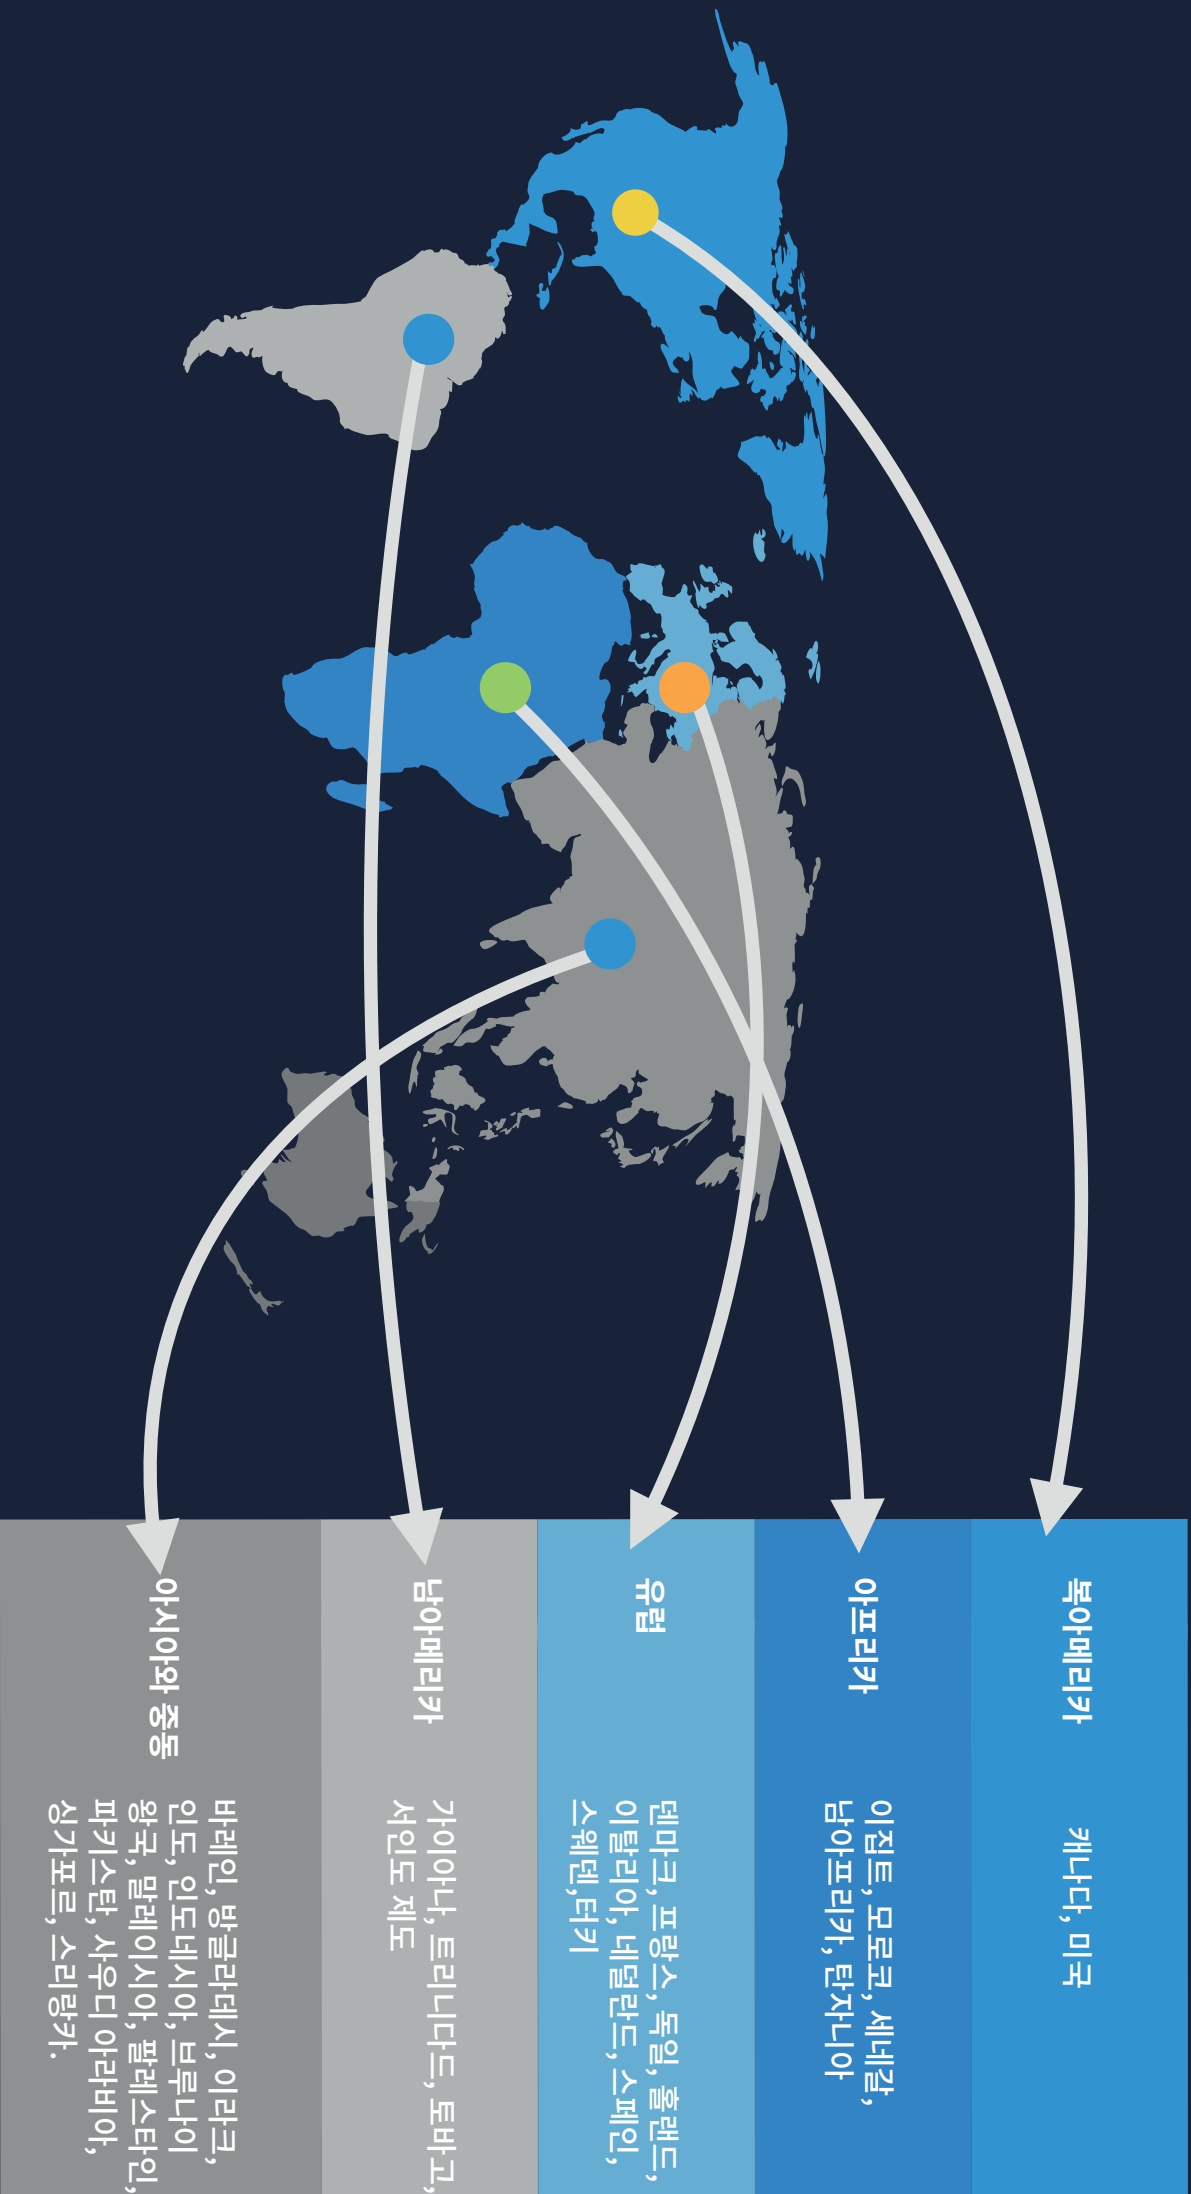 북아메리카
캐나다, 미국
아프리카
이집트, 모로코, 세네갈,
남아프리카, 탄자니아
유럽
덴마크, 프랑스, 독일, 홀랜드,
이탈리아, 네덜란드, 스페인,
스웨덴,터키
남아메리카
가이아나, 트리니다드, 토바고,
서인도 제도
아시아와 중동
바레인, 방글라데시, 이라크,
인도, 인도네시아, 브루나이
왕국, 말레이시아, 팔레스타인,
파키스탄, 사우디 아라비아,
싱가포르, 스리랑카.